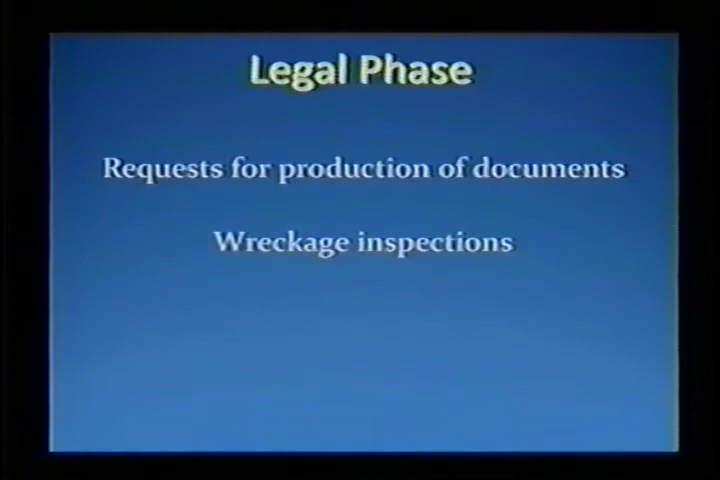 Legal Phase
Requests for production of documents
Wreckage inspections